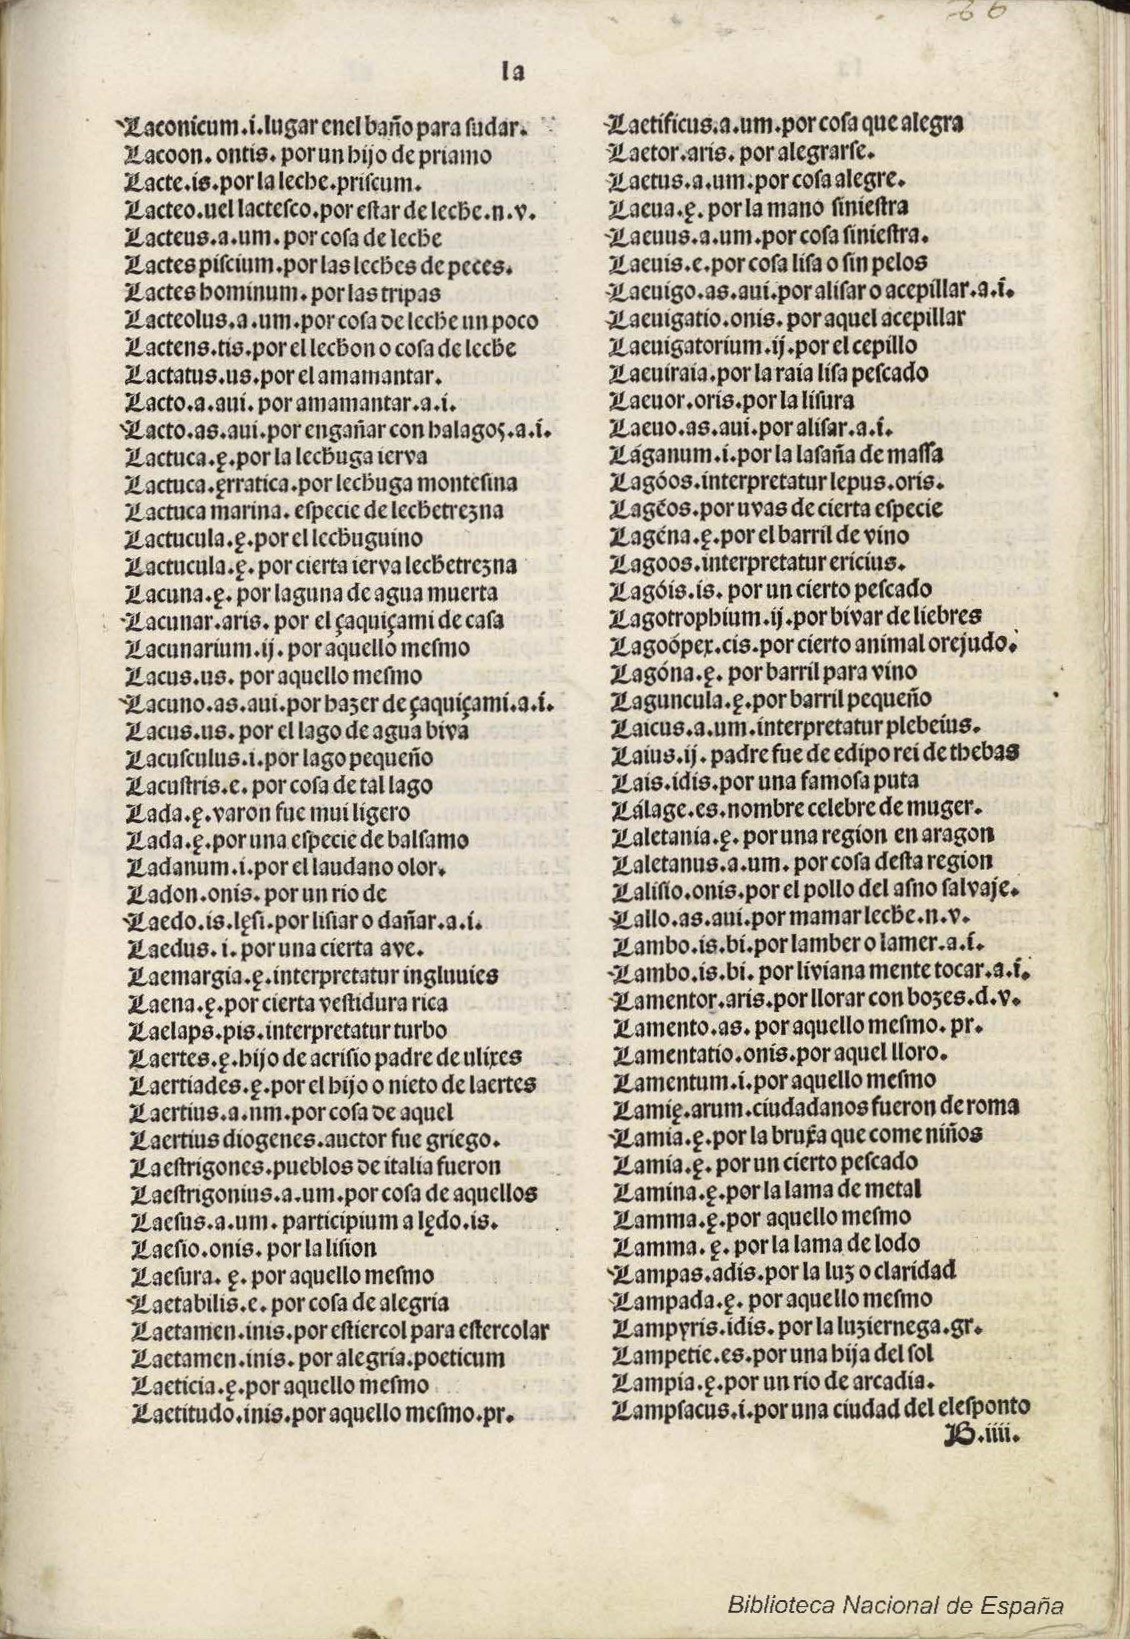 66
la
Laconicum.i.lugar enel baño para sudar.
Lacoon.ontis.por un hijo de priamo
Lacte.is.por la leche.priscum.
Lacteo.uel lactesco.por estar de leche.n.v.
Lacteus.a.um.por cosa de leche
Lactes piscium.por las leches de peces.
Lactes hominum.por las tripas
Lacteolus.a.um.por cosa de leche un poco
Lactens.tis.por el lechon o cosa de leche
Lactatus.us.por el amamantar.
Lacto.a.aui.por amamantar.a.i.
Lacto.as.aui.por engañar con halagos.a.i.
Lactuca.ę.por la lechuga ierva
Lactuca.ęrratica.por lechuga montesina
Lactuca marina.especie de lechetrezna
Lactucula.ę.por el lechuguino
Lactucula.ę.por cierta ierva lechetrezna
Lacuna.ę.por laguna de agua muerta
Lacunar.aris.por el çaquiçami de casa
Lacunarium.ij.por aquello mesmo
Lacus.us.por aquello mesmo
Lacuno.as.aui.por hazer de çaquiçami.a.i.
Lacus.us.por el lago de agua biva
Lacusculus.i.por lago pequeño
Lacustris.e.por cosa de tal lago
Lada.ę.varon fue mui ligero
Lada.ę.por una especie de balsamo
Ladanum.i.por el laudano olor.
Ladon.onis.por un rio de
Laedo.is.lęsi.por lisiar o dañar.a.i.
Laedus.i.por una cierta ave.
Laemargia.ę.interpretatur ingluuies
Laena.ę.por cierta vestidura rica
Laelaps.pis.interpretatur turbo
Laertes.ę.hijo de acrisio padre de ulixes
Laertiades.ę.por el hijo o nieto de laertes
Laertius.a.um.por cosa de aquel
Laertius diogenes.auctor fue griego.
Laestrigones.pueblos de italia fueron
Laestrigonius.a.um.por cosa de aquellos
Laesus.a.um.participium a lędo.is.
Laesio.onis.por la lision
Laesura.ę.por aquello mesmo
Laetabilis.e.por cosa de alegria
Laetamen.inis.por estiercol para estercolar
Laetamen.inis.por alegria.poeticum
Laeticia.ę.por aquello mesmo
Laetitudo.inis.por aquello mesmo.pr.
Laetificus.a.um.por cosa que alegra
Laetor.aris.por alegrarse.
Laetus.a.um.por cosa alegre.
Laeua.ę.por la mano siniestra
Laeuus.a.um.por cosa siniestra.
Laeuis.e.por cosa lisa o sin pelos
Laeuigo.as.aui.por alisar o acepillar.a.i.
Laeuigatio.onis.por aquel acepillar
Laeuigatorium.ij.por el cepillo
Laeuiraia.por la raia lisa pescado
Laeuor.oris.por la lisura
Laeuo.as.aui.por alisar.a.i.
Láganum.i.por la lasaña de massa
Lagóos.interpretatur lepus.oris.
Lagéos.por uvas de cierta especie
Lagéna.ę.por el barril de vino
Lagoos.interpretatur ericius.
Lagóis.is.por un cierto pescado
Lagotrophium.ij.por bivar de liebres
Lagoópex.cis.por cierto animal orejudo.
Lagóna.ę.por barril para vino
Laguncula.ę.por barril pequeño
Laicus.a.um.interpretatur plebeius.
Laius.ij.padre fue de edipo rei de thebas
Lais.idis.por una famosa puta
Lálage.es.nombre celebre de muger.
Laletania.ę.por una region en aragon
Laletanus.a.um.por cosa desta region
Lalisio.onis.por el pollo del asno salvaje.
Lallo.as.aui.por mamar leche.n.v.
Lambo.is.bi.por lamber o lamer.a.i.
Lambo.is.bi.por liviana mente tocar.a.i.
Lamentor.aris.por llorar con bozes.d.v.
Lamento.as.por aquello mesmo.pr.
Lamentatio.onis.por aquel lloro.
Lamentum.i.por aquello mesmo
Lamię.arum.ciudadanos fueron de roma
Lamia.ę.por la bruxa que come niños
Lamia.ę.por un cierto pescado
Lamina.ę.por la lama de metal
Lamma.ę.por aquello mesmo
Lamma.ę.por la lama de lodo
Lampas.adis.por la luz o claridad
Lampada.ę.por aquello mesmo
Lampyris.idis.por la luziernega.gr.
Lampetie.es.por una hija del sol
Lampia.ę.por un rio de arcadia.
Lampsacus.i.por una ciudad del elesponto
H.iiii.
Biblioteca Nacional de España